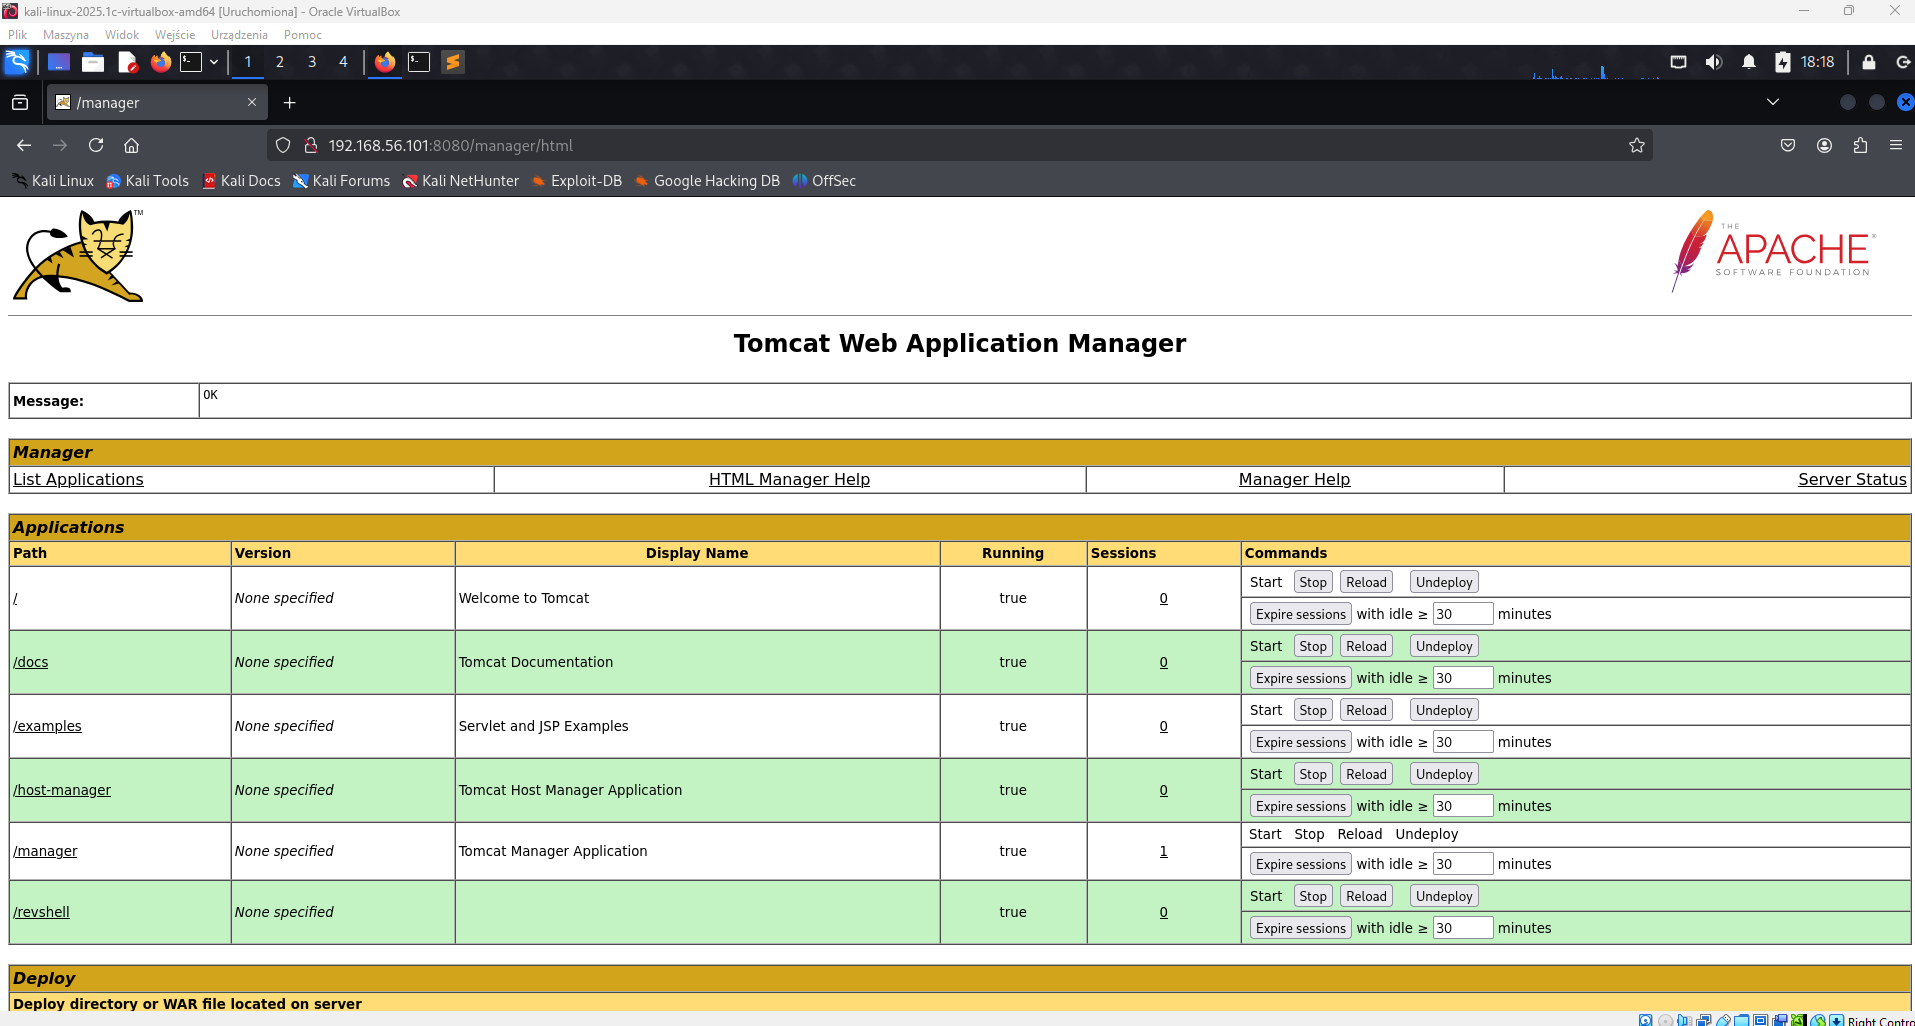 kali-linux-2025.1c-virtualbox-amd64 [Uruchomiona] - Oracle VirtualBox
Plik Maszyna Widok Wejście Urządzenia Pomoc
1 2 3 4 18:18
/manager
192.168.56.101:8080/manager/html
Kali Linux Kali Tools Kali Docs Kali Forums Kali NetHunter Exploit-DB Google Hacking DB OffSec
TM
THE
APACHE®
SOFTWARE FOUNDATION
Tomcat Web Application Manager
Message: OK
Manager
List Applications HTML Manager Help Manager Help Server Status
Applications
Path Version Display Name Running Sessions Commands
/ None specified Welcome to Tomcat true 0 Start Stop Reload Undeploy
Expire sessions with idle ≥ 30 minutes
/docs None specified Tomcat Documentation true 0 Start Stop Reload Undeploy
Expire sessions with idle ≥ 30 minutes
/examples None specified Servlet and JSP Examples true 0 Start Stop Reload Undeploy
Expire sessions with idle ≥ 30 minutes
/host-manager None specified Tomcat Host Manager Application true 0 Start Stop Reload Undeploy
Expire sessions with idle ≥ 30 minutes
/manager None specified Tomcat Manager Application true 1 Start Stop Reload Undeploy
Expire sessions with idle ≥ 30 minutes
/revshell None specified true 0 Start Stop Reload Undeploy
Expire sessions with idle ≥ 30 minutes
Deploy
Deploy directory or WAR file located on server
Right Contro